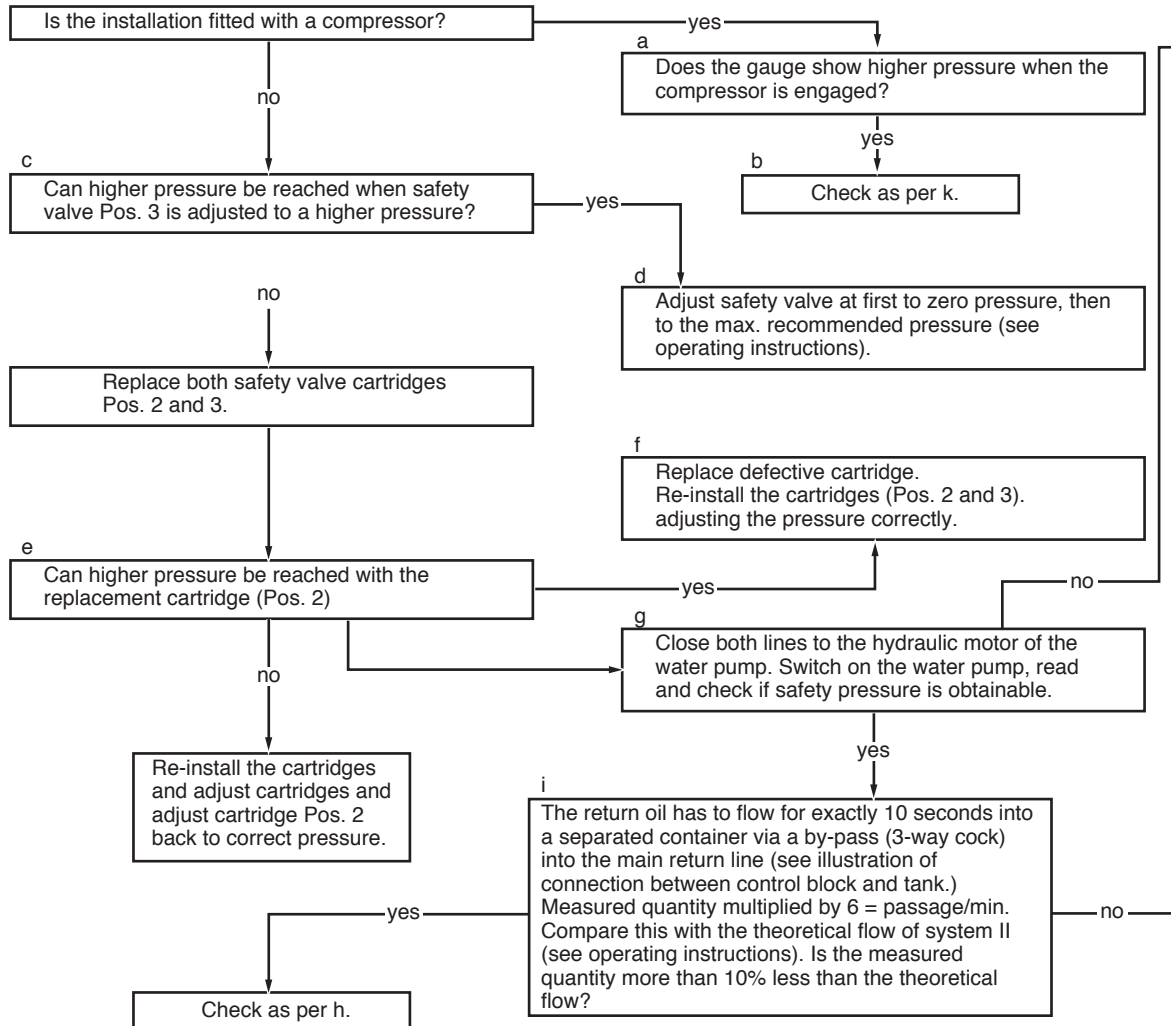 Is the installation fitted with a compressor?
yes
a
Does the gauge show higher pressure when the
compressor is engaged?
no
yes
b
Check as per k.
c
Can higher pressure be reached when safety
valve Pos. 3 is adjusted to a higher pressure?
yes
d
Adjust safety valve at first to zero pressure, then
to the max. recommended pressure (see
operating instructions).
no
Replace both safety valve cartridges
Pos. 2 and 3.
f
Replace defective cartridge.
Re-install the cartridges (Pos. 2 and 3).
adjusting the pressure correctly.
e
Can higher pressure be reached with the
replacement cartridge (Pos. 2)
yes
no
g
Close both lines to the hydraulic motor of the
water pump. Switch on the water pump, read
and check if safety pressure is obtainable.
no
yes
Re-install the cartridges
and adjust cartridges and
adjust cartridge Pos. 2
back to correct pressure.
i
The return oil has to flow for exactly 10 seconds into
a separated container via a by-pass (3-way cock)
into the main return line (see illustration of
connection between control block and tank.)
Measured quantity multiplied by 6 = passage/min.
Compare this with the theoretical flow of system II
(see operating instructions). Is the measured
quantity more than 10% less than the theoretical
flow?
yes
no
Check as per h.